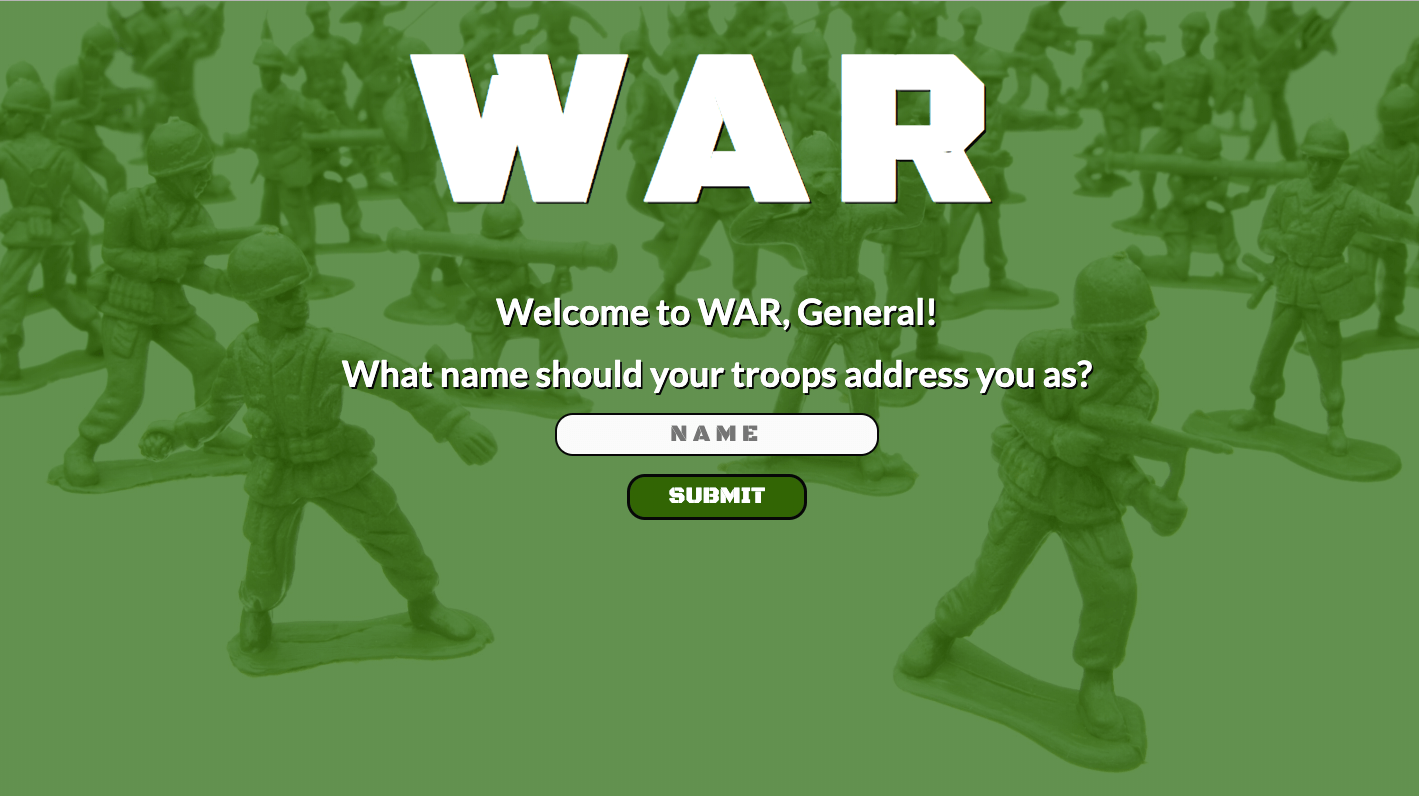 WAR
Welcome to WAR, General!
What name should your troops address you as?
NAME
SUBMIT